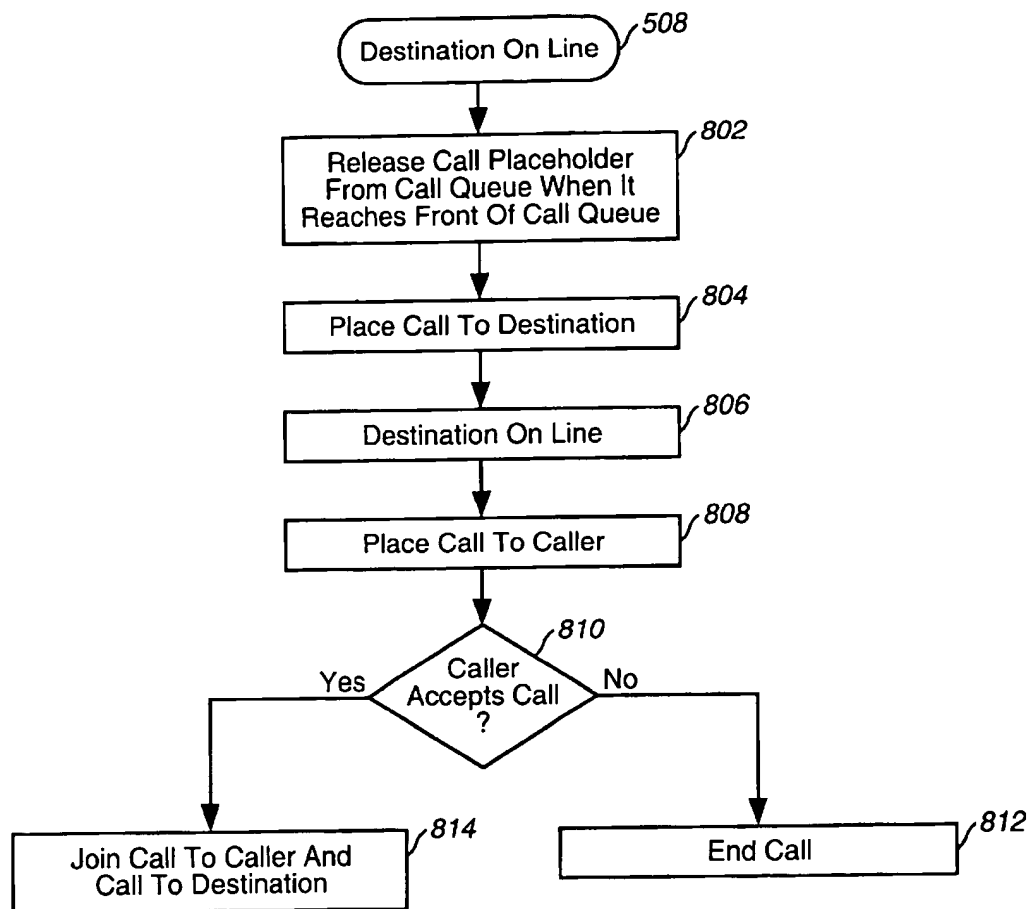 Destination On Line
508
802
Release Call Placeholder
From Call Queue When It
Reaches Front Of Call Queue
804
Place Call To Destination
806
Destination On Line
808
Place Call To Caller
810
Caller
Accepts Call
?
Yes
No
814
Join Call To Caller And
Call To Destination
812
End Call